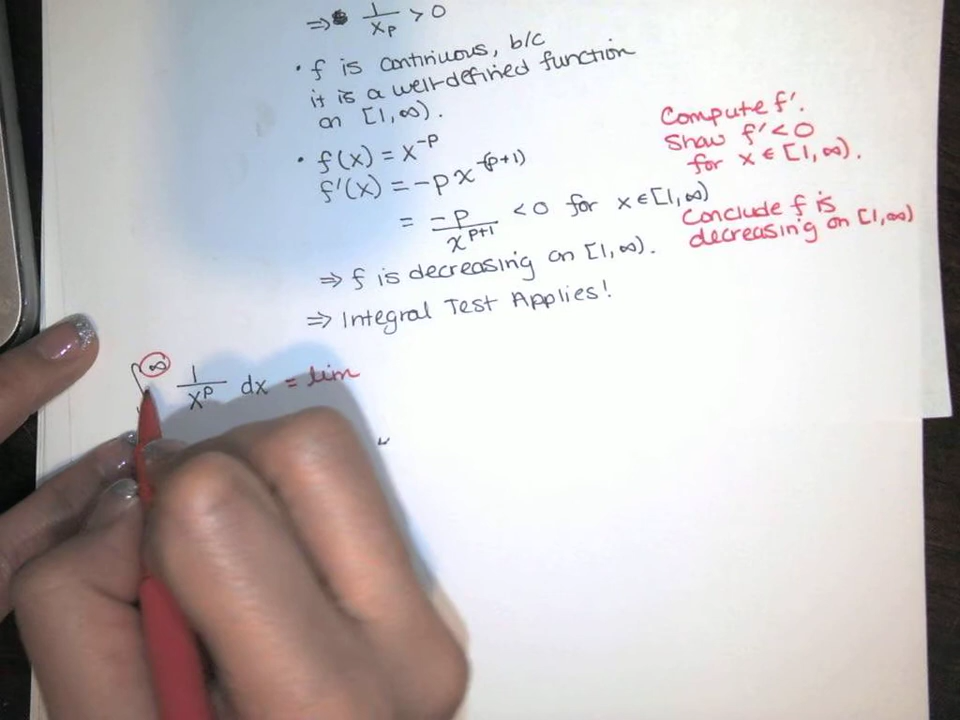 ⇒ 1/xp > 0
• f is continuous, b/c
it is a well-defined function
on [1,∞).
Compute f'.
Show f' < 0
for x ∈ [1,∞).
• f(x) = x^-p
f'(x) = -p x^-(p+1)
= -p/x^p+1 < 0 for x ∈ [1,∞)
Conclude f is
decreasing on [1,∞)
⇒ f is decreasing on [1,∞).
⇒ Integral Test Applies!
∫ ∞ 1/x^p dx = lim